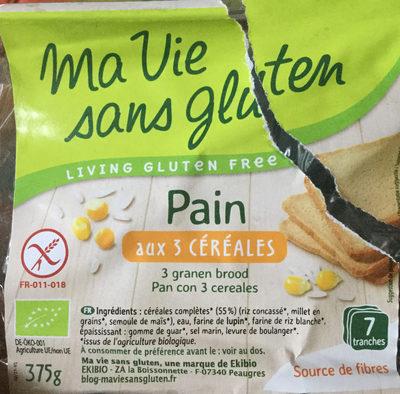 Ma Vie
sans gluten
LIVING GLUTEN FREE
Pain
aux 3 CÉRÉALES
3 granen brood
Pan con 3 cereales
FR-011-018
FR Ingrédients : céréales complètes* (55%) (riz concassé*, millet en
grains*, semoule de maïs*), eau, farine de lupin*, farine de riz blanche*,
épaississant : gomme de guar*, sel marin, levure de boulanger*.
*issus de l'agriculture biologique.
À consommer de préférence avant le : voir au dos.
Ma vie sans gluten, une marque de Ekibio
EKIBIO - ZA la Boissonnette - F-07340 Peaugres
blog-maviesansgluten.fr
DE-ÖKO-001
Agriculture UE/non UE
375g
7
tranches
Source de fibres